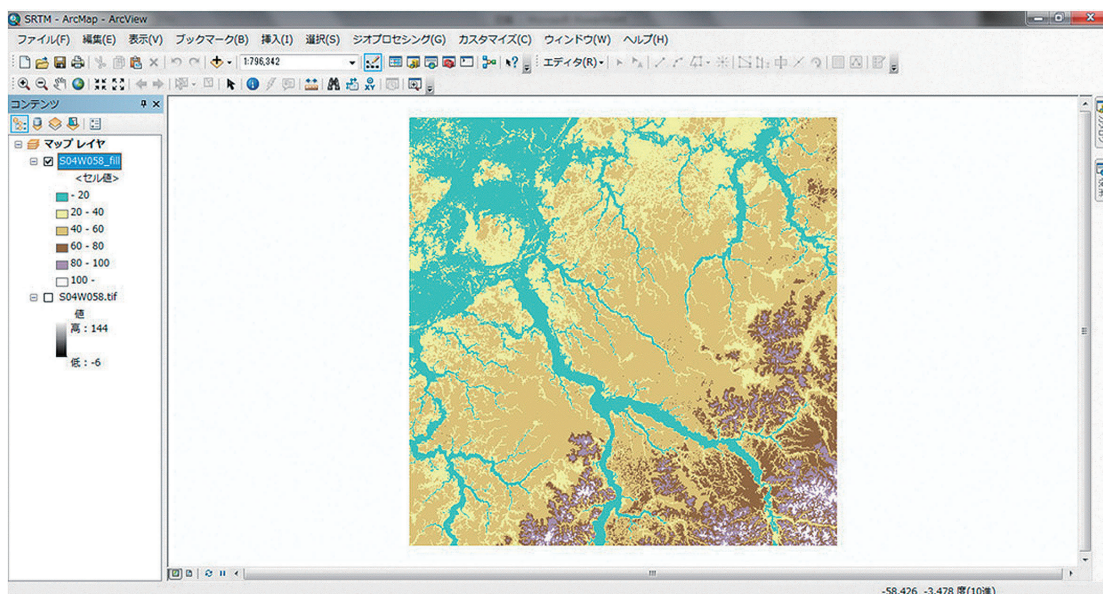 SRTM - ArcMap - ArcView
ファイル(F) 編集(E) 表示(V) ブックマーク(B) 挿入(I) 選択(S) ジオプロセシング(G) カスタマイズ(C) ウィンドウ(W) ヘルプ(H)
1:796,342 エディタ(R)
XY
コンテンツ
マップ レイヤ
S04W058_fill
<セル値>
- 20
20 - 40
40 - 60
60 - 80
80 - 100
100 -
S04W058.tif
値
高 : 144
低 : -6
-58.426 -3.478 度(10進)